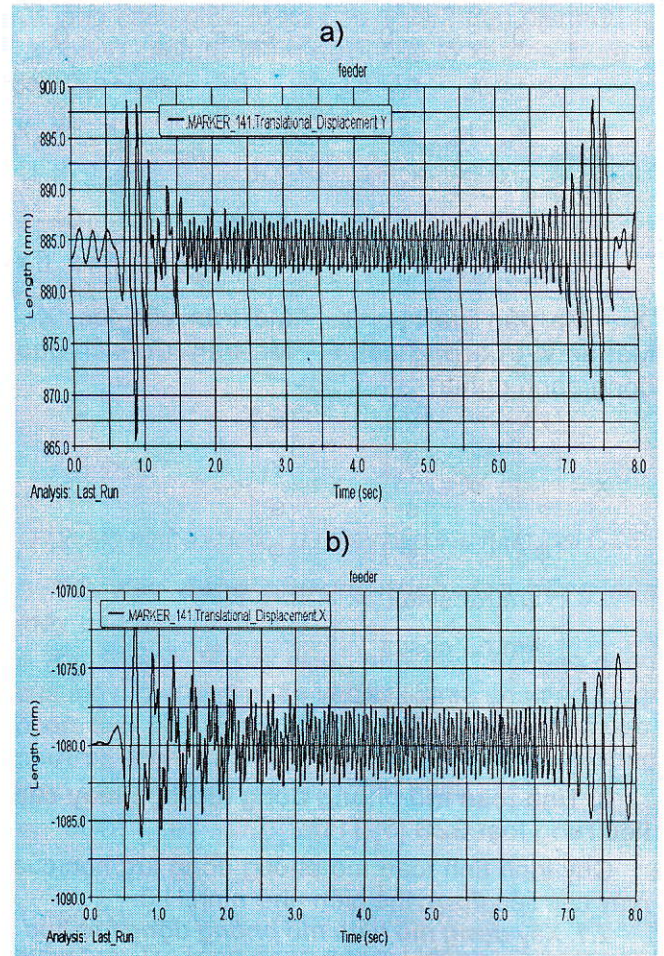 a)
feeder
900.0
MARKER_141.Translational_Displacement.Y
895.0
890.0
885.0
880.0
875.0
870.0
865.0
Length (mm)
0.0 1.0 2.0 3.0 4.0 5.0 6.0 7.0 8.0
Analysis: Last_Run Time (sec)
b)
feeder
-1070.0
MARKER_141.Translational_Displacement.X
-1075.0
-1080.0
-1085.0
-1090.0
Length (mm)
0.0 1.0 2.0 3.0 4.0 5.0 6.0 7.0 8.0
Analysis: Last_Run Time (sec)